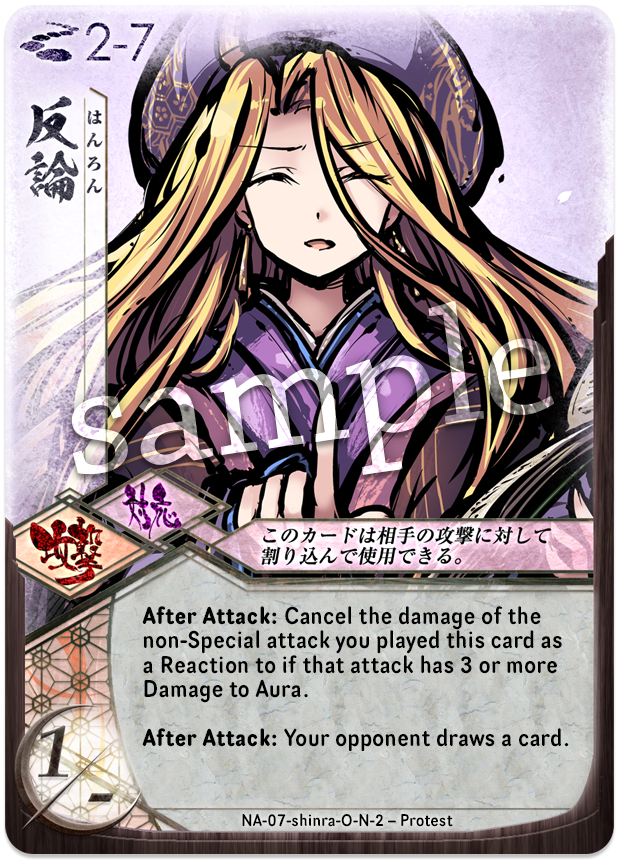 2-7
反論
はんろん
sample
対応
攻撃
このカードは相手の攻撃に対して
割り込んで使用できる。
After Attack: Cancel the damage of the
non-Special attack you played this card as
a Reaction to if that attack has 3 or more
Damage to Aura.
After Attack: Your opponent draws a card.
1/-
NA-07-shinra-O-N-2 – Protest